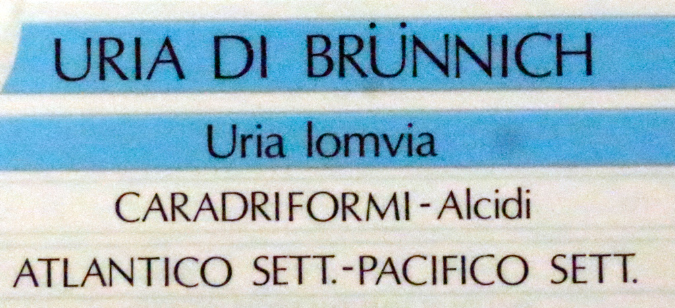 URIA DI BRÜNNICH
Uria lomvia
CARADRIFORMI-Alcidi
ATLANTICO SETT.-PACIFICO SETT.